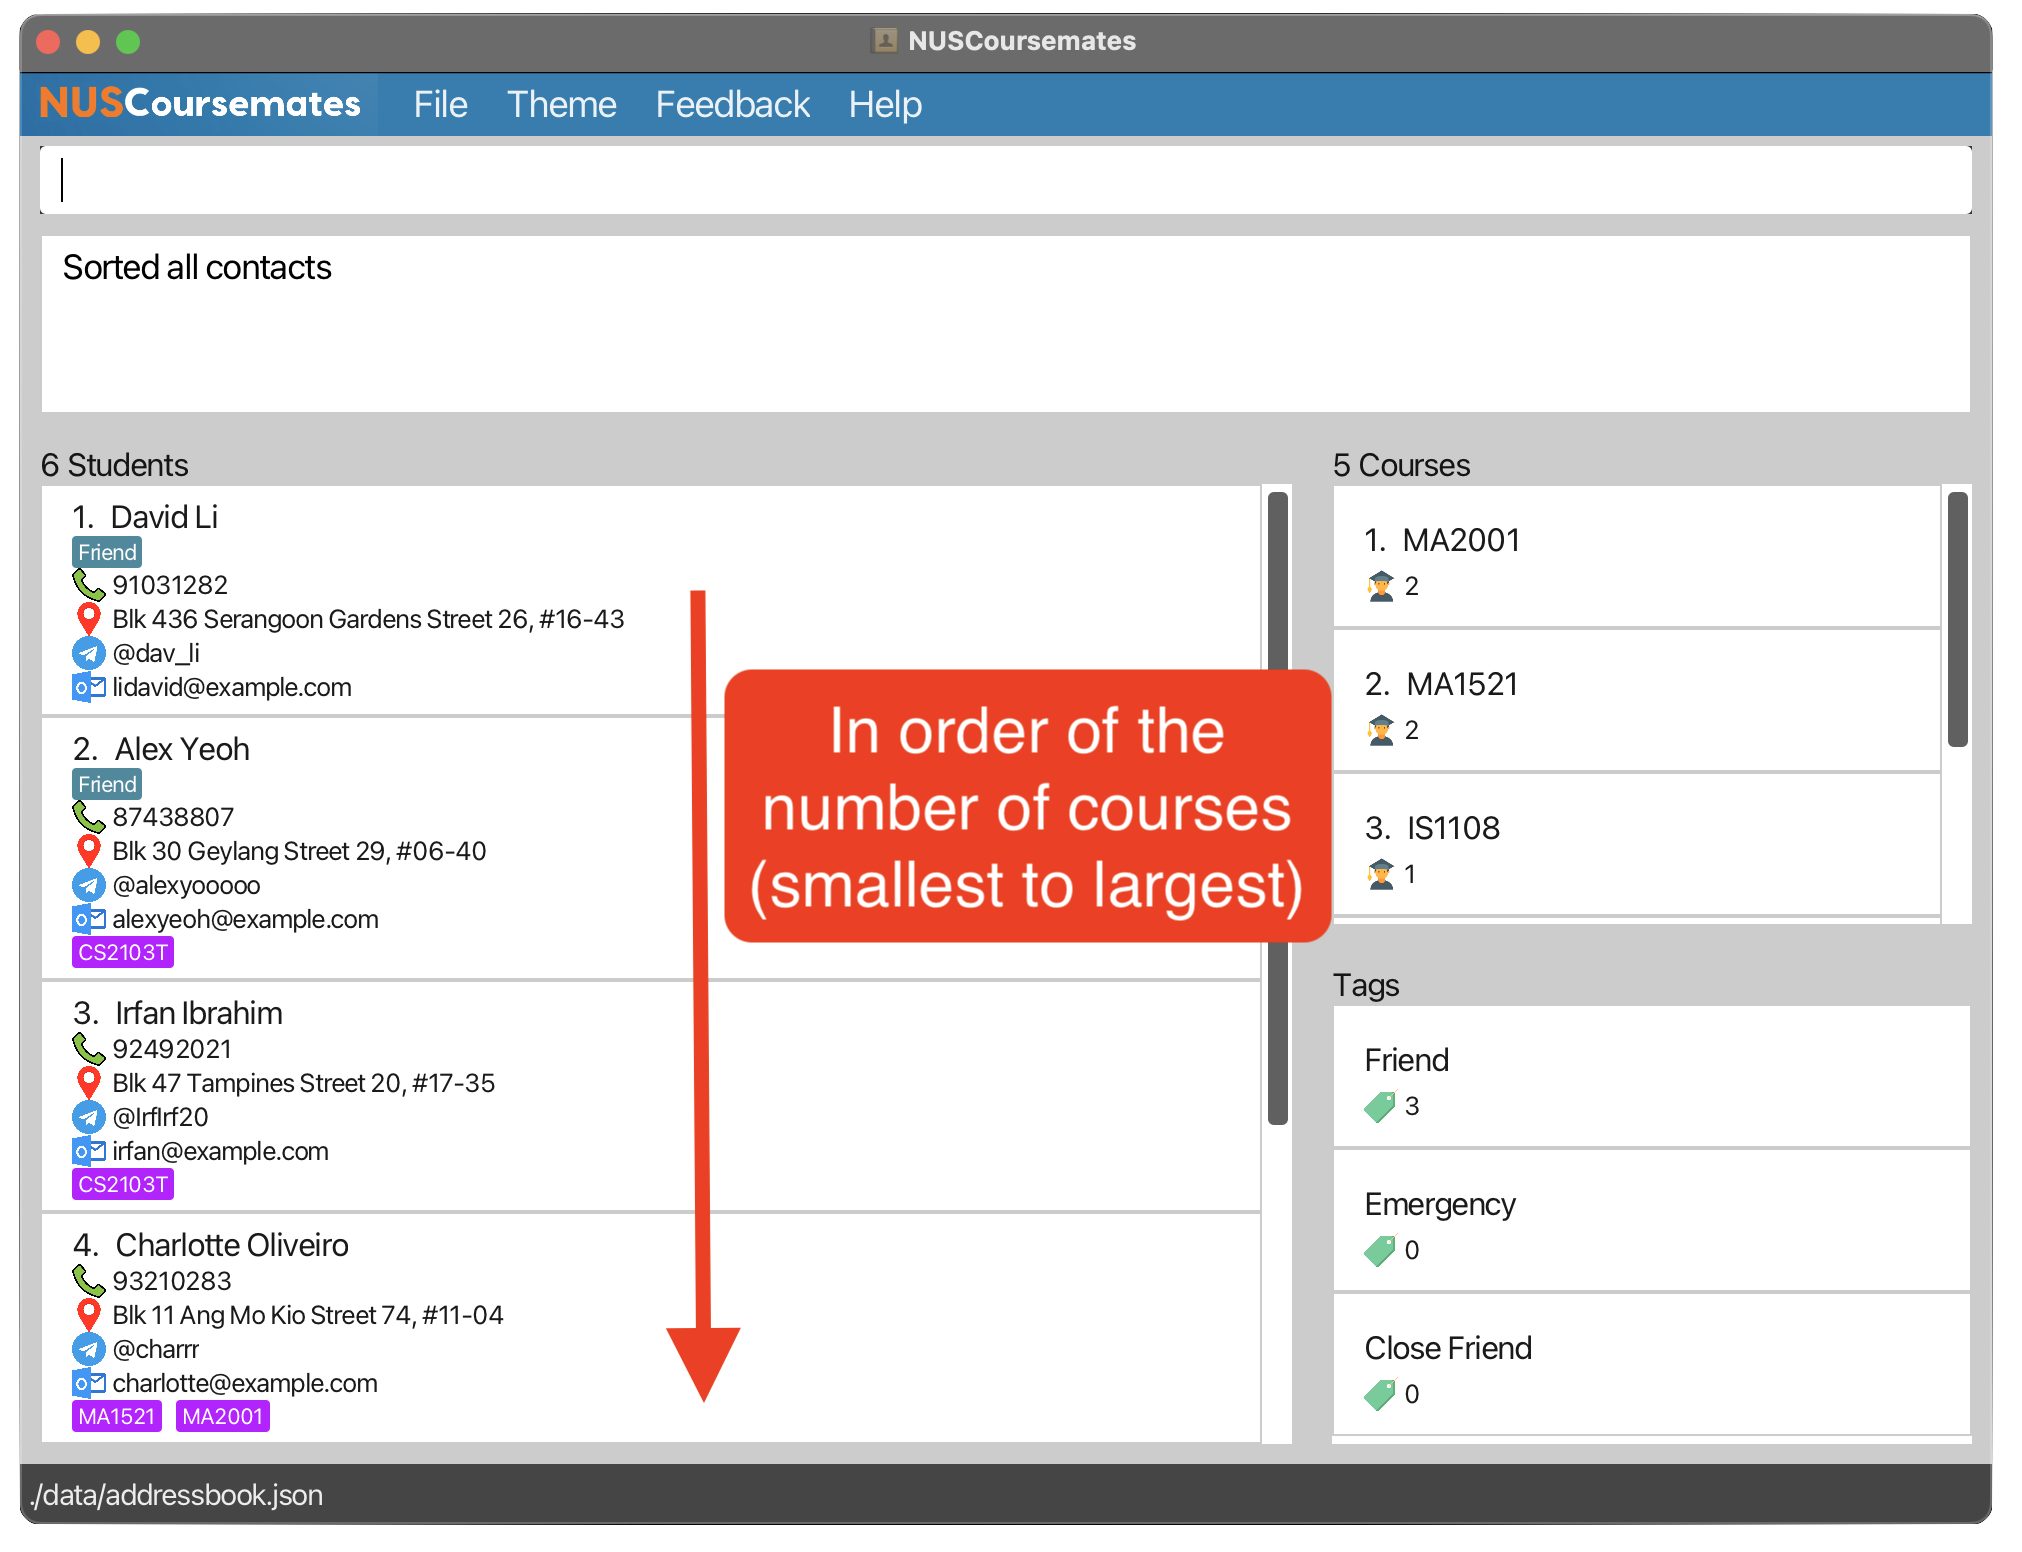 NUSCoursemates
NUSCoursemates File Theme Feedback Help
Sorted all contacts
6 Students
1. David Li
Friend
91031282
Blk 436 Serangoon Gardens Street 26, #16-43
@dav_li
lidavid@example.com
2. Alex Yeoh
Friend
87438807
Blk 30 Geylang Street 29, #06-40
@alexyooooo
alexyeoh@example.com
CS2103T
3. Irfan Ibrahim
92492021
Blk 47 Tampines Street 20, #17-35
@IrfIrf20
irfan@example.com
CS2103T
4. Charlotte Oliveiro
93210283
Blk 11 Ang Mo Kio Street 74, #11-04
@charrr
charlotte@example.com
MA1521 MA2001
In order of the
number of courses
(smallest to largest)
5 Courses
1. MA2001
2
2. MA1521
2
3. IS1108
1
Tags
Friend
3
Emergency
0
Close Friend
0
./data/addressbook.json